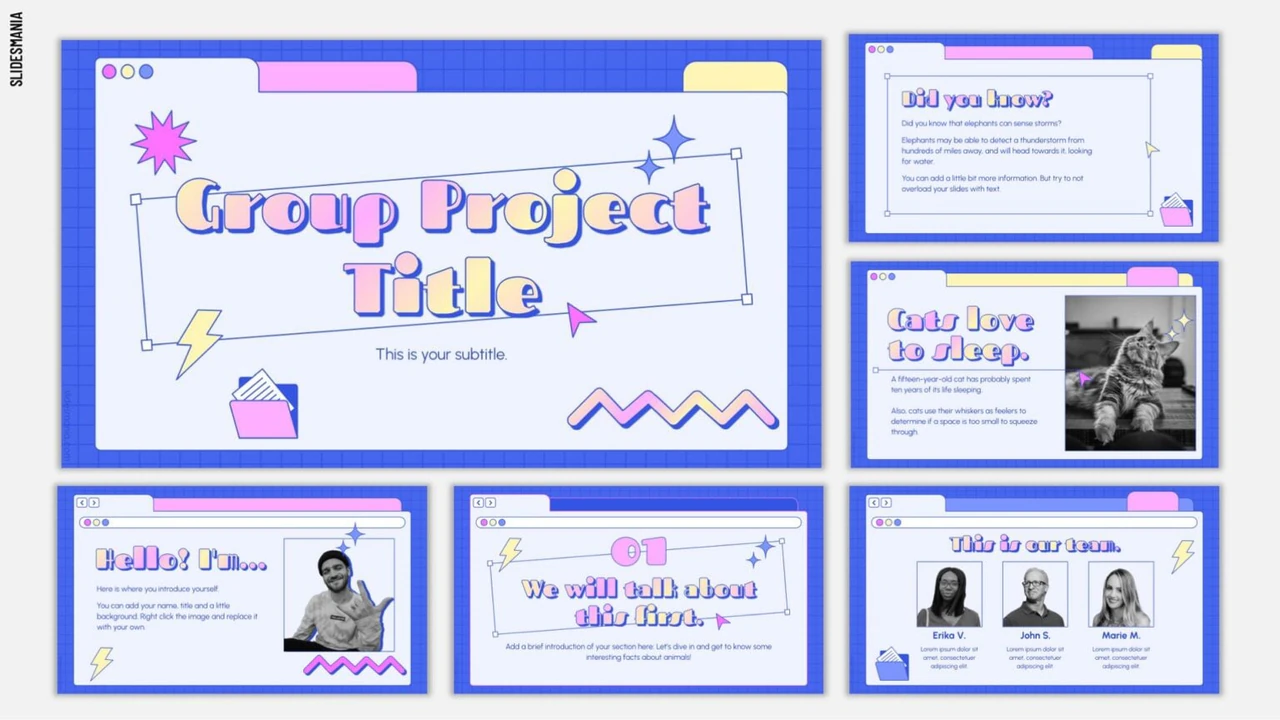 SLIDESMANIA
Group Project
Title
This is your subtitle.
Did you know?
Did you know that elephants can sense storms?
Elephants may be able to detect a thunderstorm from
hundreds of miles away, and will head towards it, looking
for water.
You can add a little bit more information. But try to not
overload your slides with text.
Cats love
to sleep.
A fifteen-year-old cat has probably spent
ten years of its life sleeping.
Also, cats use their whiskers as feelers to
determine if a space is too small to squeeze
through.
Hello! I'm...
Here is where you introduce yourself.
You can add your name, title and a little
background. Right click the image and replace it
with your own.
01
We will talk about
this first.
Add a brief introduction of your section here: Let's dive in and get to know some
interesting facts about animals!
This is our team.
Erika V.
Lorem ipsum dolor sit
amet, consectetuer
adipiscing elit
John S.
Lorem ipsum dolor sit
amet, consectetuer
adipiscing elit
Marie M.
Lorem ipsum dolor sit
amet, consectetuer
adipiscing elit